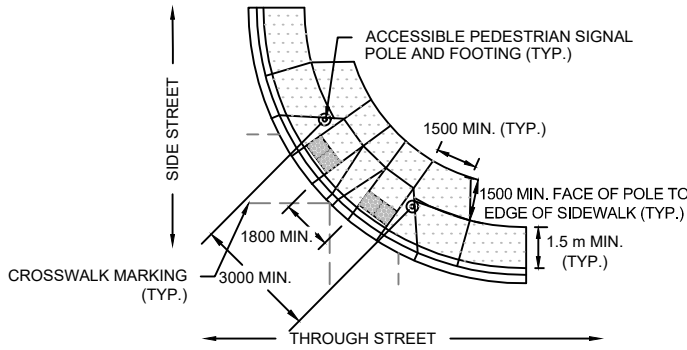 ACCESSIBLE PEDESTRIAN SIGNAL
POLE AND FOOTING (TYP.)
SIDE STREET
1500 MIN. (TYP.)
1500 MIN. FACE OF POLE TO
EDGE OF SIDEWALK (TYP.)
1800 MIN.
1.5 m MIN.
(TYP.)
CROSSWALK MARKING
(TYP.)
3000 MIN.
THROUGH STREET